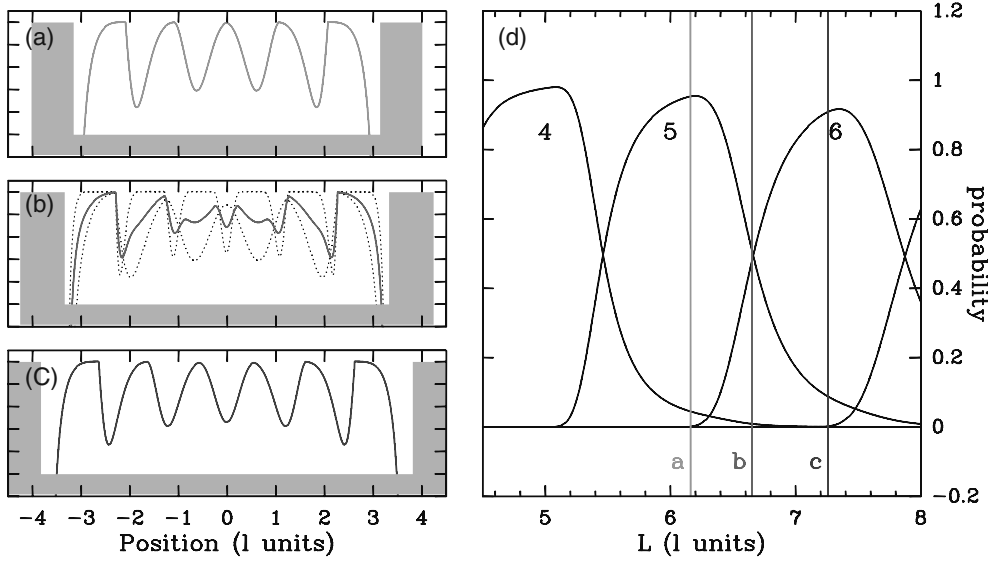 (a)
(b)
(C)
-4 -3 -2 -1 0 1 2 3 4
Position (l units)
(d)
4 5 6
a b c
1.2
1
0.8
0.6
0.4
0.2
0
-0.2
probability
5 6 7 8
L (l units)